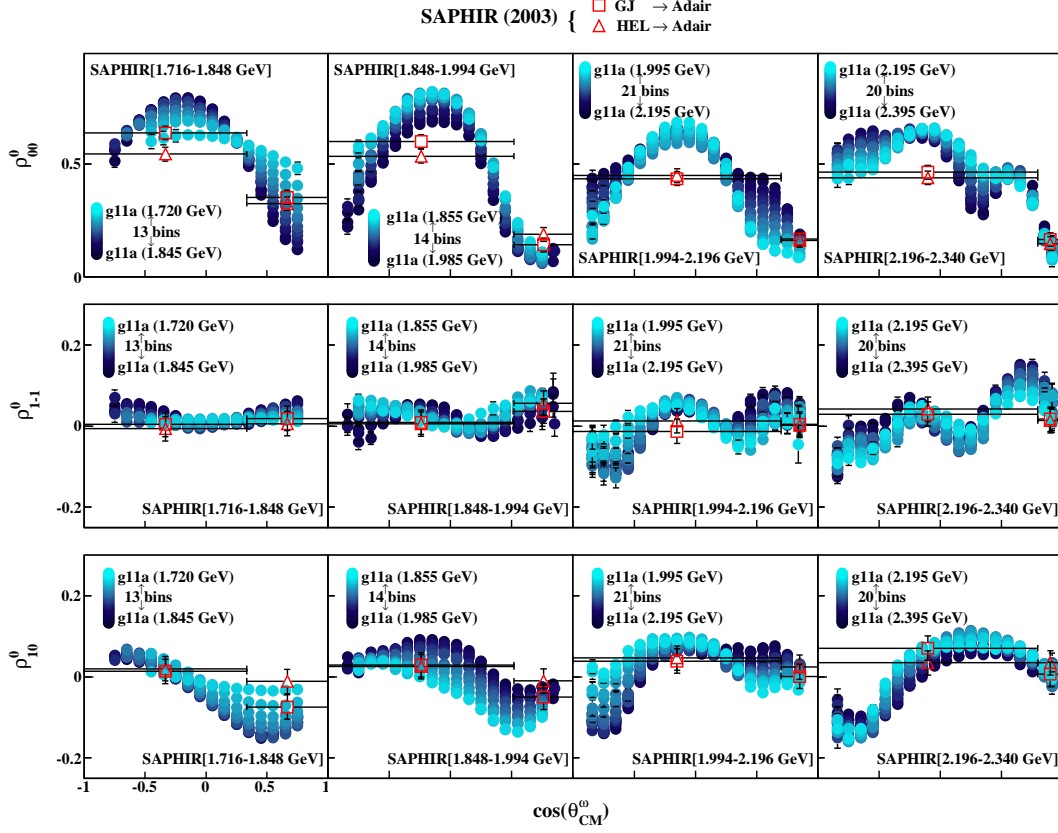 SAPHIR (2003) {
GJ → Adair
HEL → Adair
SAPHIR[1.716-1.848 GeV]
g11a (1.720 GeV)
13 bins
g11a (1.845 GeV)
SAPHIR[1.848-1.994 GeV]
g11a (1.855 GeV)
14 bins
g11a (1.985 GeV)
g11a (1.995 GeV)
21 bins
g11a (2.195 GeV)
SAPHIR[1.994-2.196 GeV]
g11a (2.195 GeV)
20 bins
g11a (2.395 GeV)
SAPHIR[2.196-2.340 GeV]
ρ⁰₀₀
0.5
0
g11a (1.720 GeV)
13 bins
g11a (1.845 GeV)
SAPHIR[1.716-1.848 GeV]
g11a (1.855 GeV)
14 bins
g11a (1.985 GeV)
SAPHIR[1.848-1.994 GeV]
g11a (1.995 GeV)
21 bins
g11a (2.195 GeV)
SAPHIR[1.994-2.196 GeV]
g11a (2.195 GeV)
20 bins
g11a (2.395 GeV)
SAPHIR[2.196-2.340 GeV]
ρ⁰₁₋₁
0.2
0
-0.2
g11a (1.720 GeV)
13 bins
g11a (1.845 GeV)
SAPHIR[1.716-1.848 GeV]
g11a (1.855 GeV)
14 bins
g11a (1.985 GeV)
SAPHIR[1.848-1.994 GeV]
g11a (1.995 GeV)
21 bins
g11a (2.195 GeV)
SAPHIR[1.994-2.196 GeV]
g11a (2.195 GeV)
20 bins
g11a (2.395 GeV)
SAPHIR[2.196-2.340 GeV]
ρ⁰₁₀
0.2
0
-0.2
-1 -0.5 0 0.5 1
cos(θ^ω_CM)